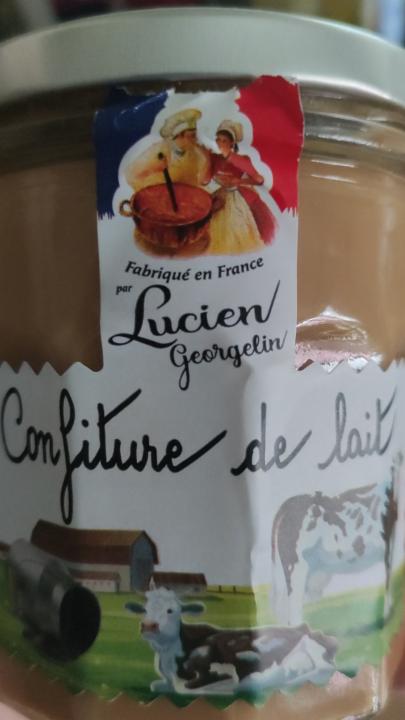 Fabriqué en France
par
Lucien
Georgelin
Confiture de lait